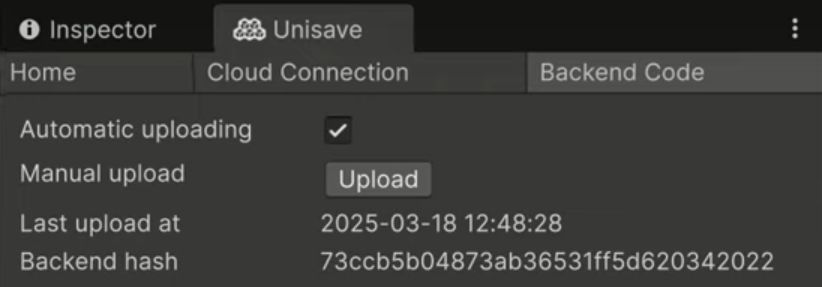 Inspector Unisave
Home Cloud Connection Backend Code
Automatic uploading
Manual upload Upload
Last upload at 2025-03-18 12:48:28
Backend hash 73ccb5b04873ab36531ff5d620342022